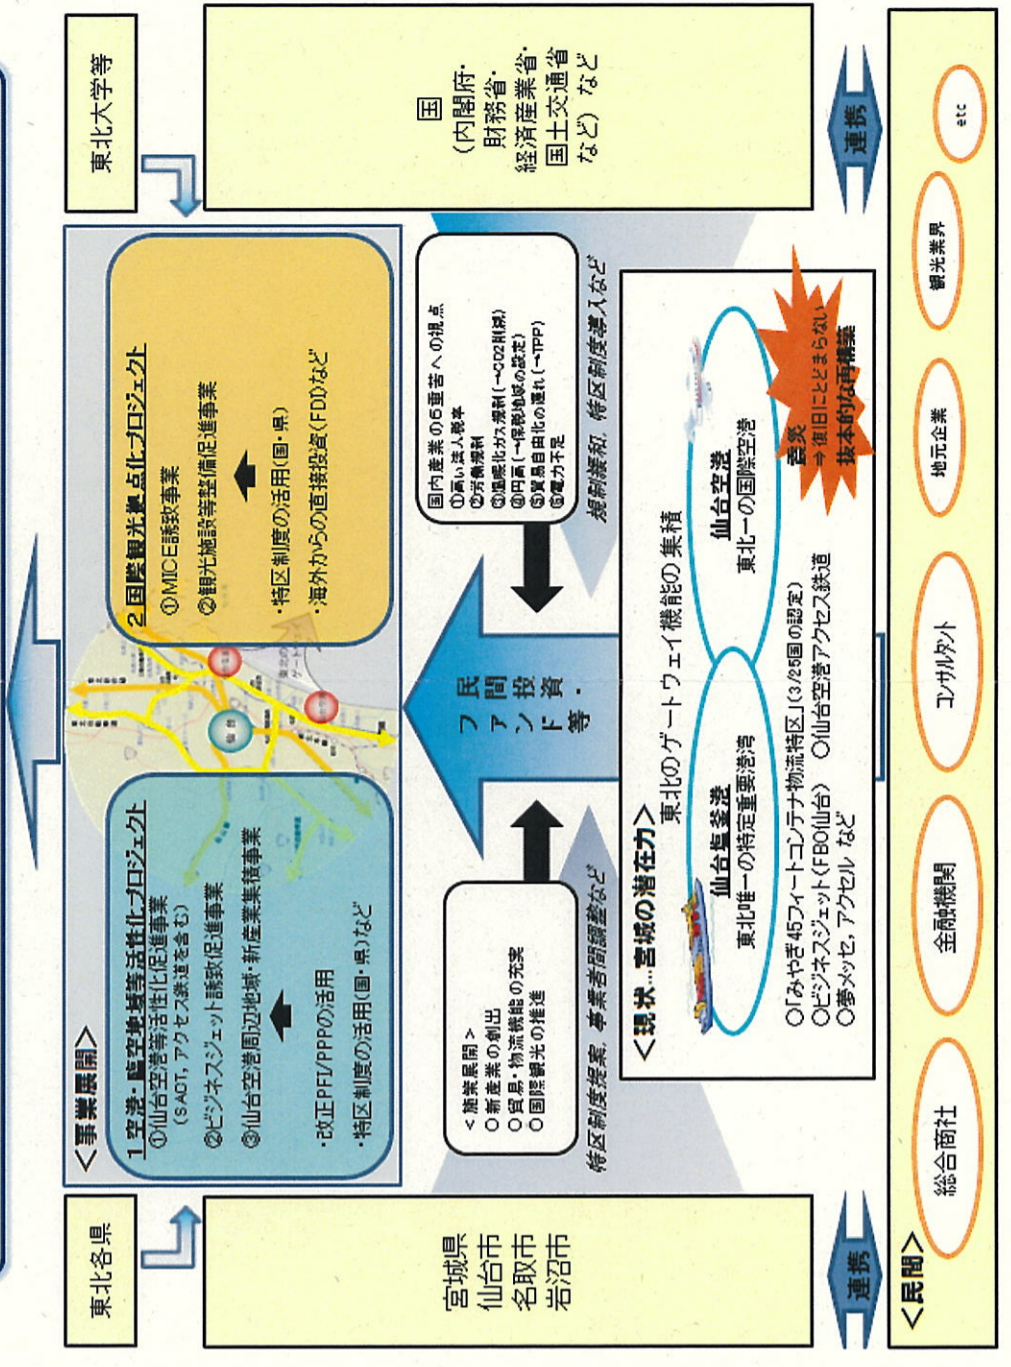 東北各県
東北大学等
<事業展開>
1 空港・臨空地域等活性化プロジェクト
①仙台空港等活性化促進事業
(SADT,アクセス鉄道を含む)
②ビジネスジェット誘致促進事業
③仙台空港周辺地域・新産業集積事業
・改正PFI/PPPの活用
・特区制度の活用(国・県)など
仙台
2 国際観光拠点化プロジェクト
①MICE誘致事業
②観光施設等整備促進事業
・特区制度の活用(国・県)
・海外からの直接投資(FDI)など
宮城県
仙台市
名取市
岩沼市
<施策展開>
○新産業の創出
○貿易・物流機能の充実
○国際観光の推進
特区制度提案,事業者間調整など
民間投資・
ファンド等
国内産業の6重苦への視点
①高い法人税率
②労働規制
③温暖化ガス規制(→CO2削減)
④円高(→保税地域の設定)
⑤貿易自由化の遅れ(→TPP)
⑥電力不足
規制緩和,特区制度導入など
国
(内閣府・
財務省・
経済産業省・
国土交通省
など)など
<現状…宮城の潜在力>
東北のゲートウェイ機能の集積
仙台塩釜港
東北唯一の特定重要港湾
仙台空港
東北一の国際空港
○「みやぎ45フィートコンテナ物流特区」(3/25国の認定)
○ビジネスジェット(FBO仙台) ○仙台空港アクセス鉄道
○夢メッセ,アクセル など
震災
⇒復旧にとどまらない
抜本的な再構築
連携
連携
<民間>
総合商社
金融機関
コンサルタント
地元企業
観光業界
etc